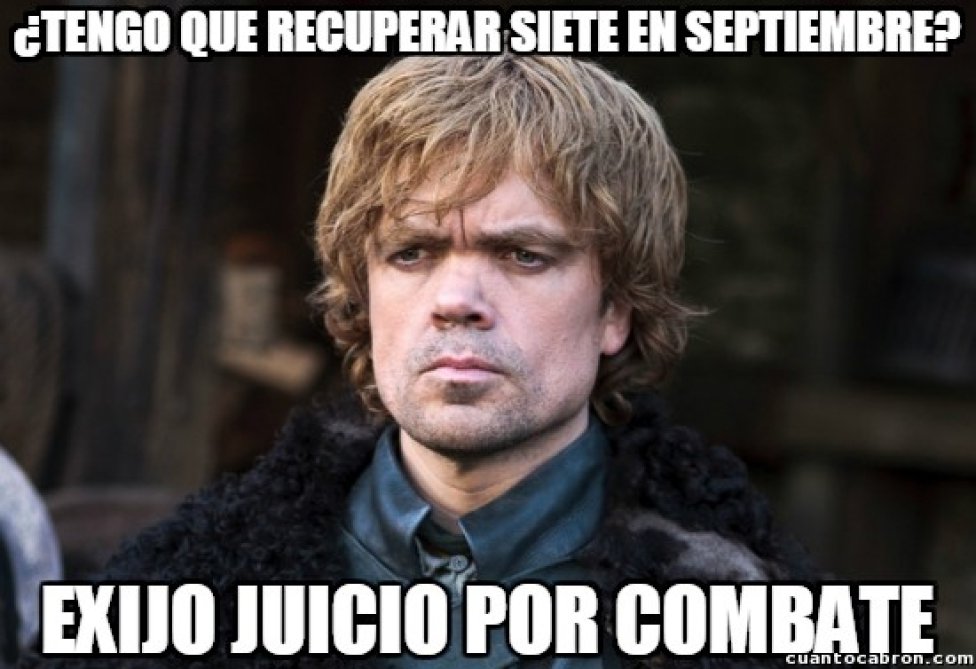 ¿TENGO QUE RECUPERAR SIETE EN SEPTIEMBRE?
EXIJO JUICIO POR COMBATE
cuantocabron.com